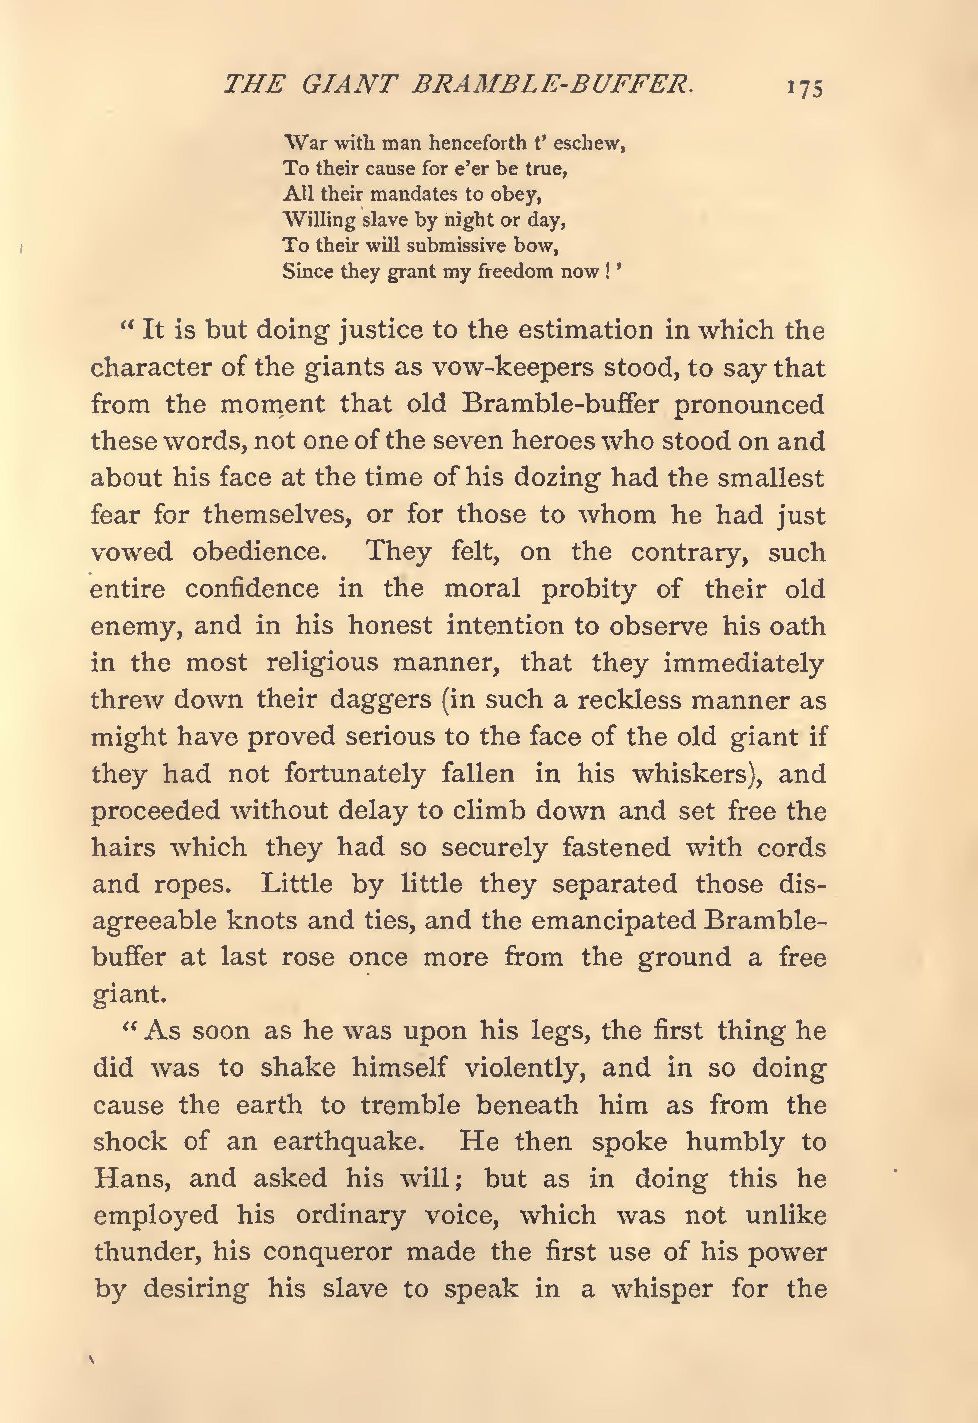 THE GIANT BRAMBLE-BUFFER. 175
War with man henceforth t' eschew,
To their cause for e'er be true,
All their mandates to obey,
Willing slave by night or day,
To their will submissive bow,
Since they grant my freedom now!'
"It is but doing justice to the estimation in which the
character of the giants as vow-keepers stood, to say that
from the moment that old Bramble-buffer pronounced
these words, not one of the seven heroes who stood on and
about his face at the time of his dozing had the smallest
fear for themselves, or for those to whom he had just
vowed obedience. They felt, on the contrary, such
entire confidence in the moral probity of their old
enemy, and in his honest intention to observe his oath
in the most religious manner, that they immediately
threw down their daggers (in such a reckless manner as
might have proved serious to the face of the old giant if
they had not fortunately fallen in his whiskers), and
proceeded without delay to climb down and set free the
hairs which they had so securely fastened with cords
and ropes. Little by little they separated those dis-
agreeable knots and ties, and the emancipated Bramble-
buffer at last rose once more from the ground a free
giant.
"As soon as he was upon his legs, the first thing he
did was to shake himself violently, and in so doing
cause the earth to tremble beneath him as from the
shock of an earthquake. He then spoke humbly to
Hans, and asked his will; but as in doing this he
employed his ordinary voice, which was not unlike
thunder, his conqueror made the first use of his power
by desiring his slave to speak in a whisper for the